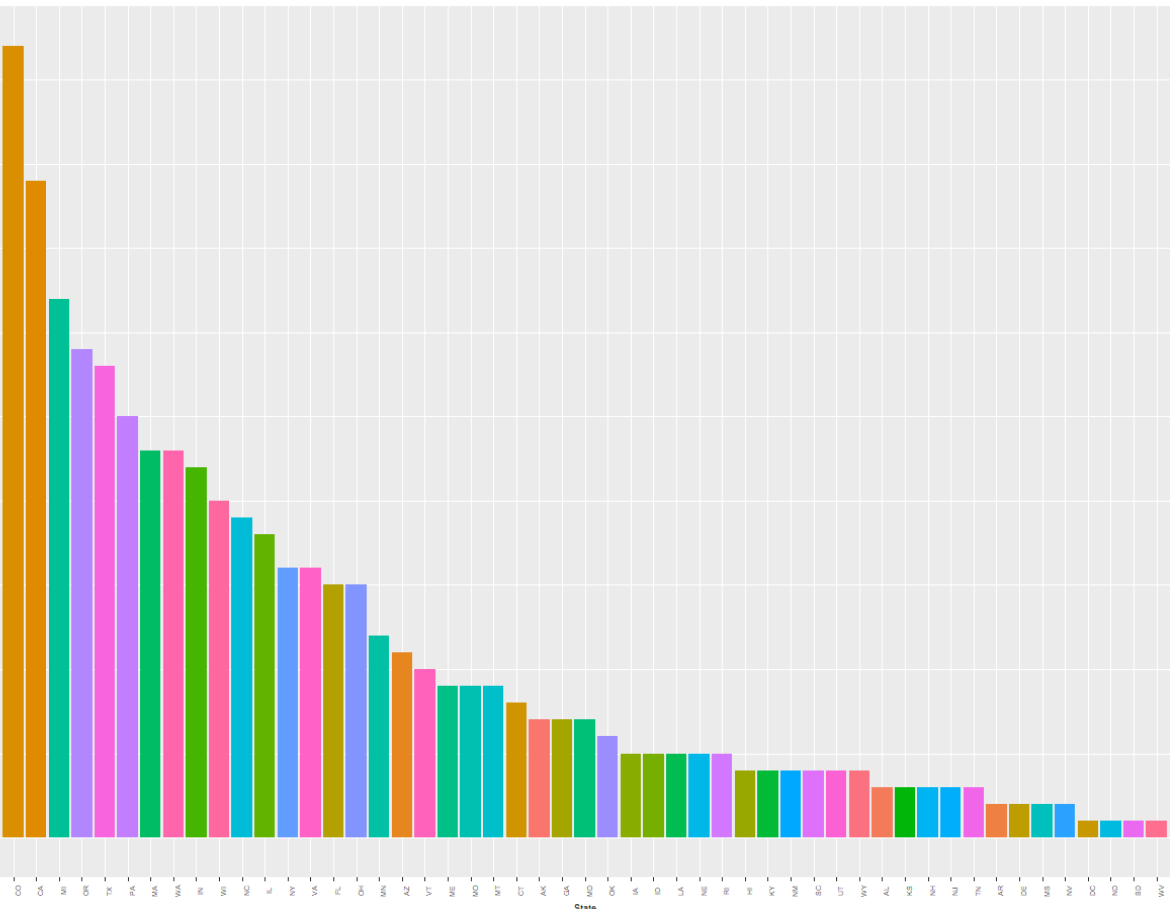 CO CA MI OR TX PA MA WA IN WI NC IL NY VA FL OH MN AZ VT ME MO MT CT AK GA MD OK IA ID LA NE RI HI KY NM SC UT WY AL KS NH NJ TN AR DE MS NV DC ND SD WV
State